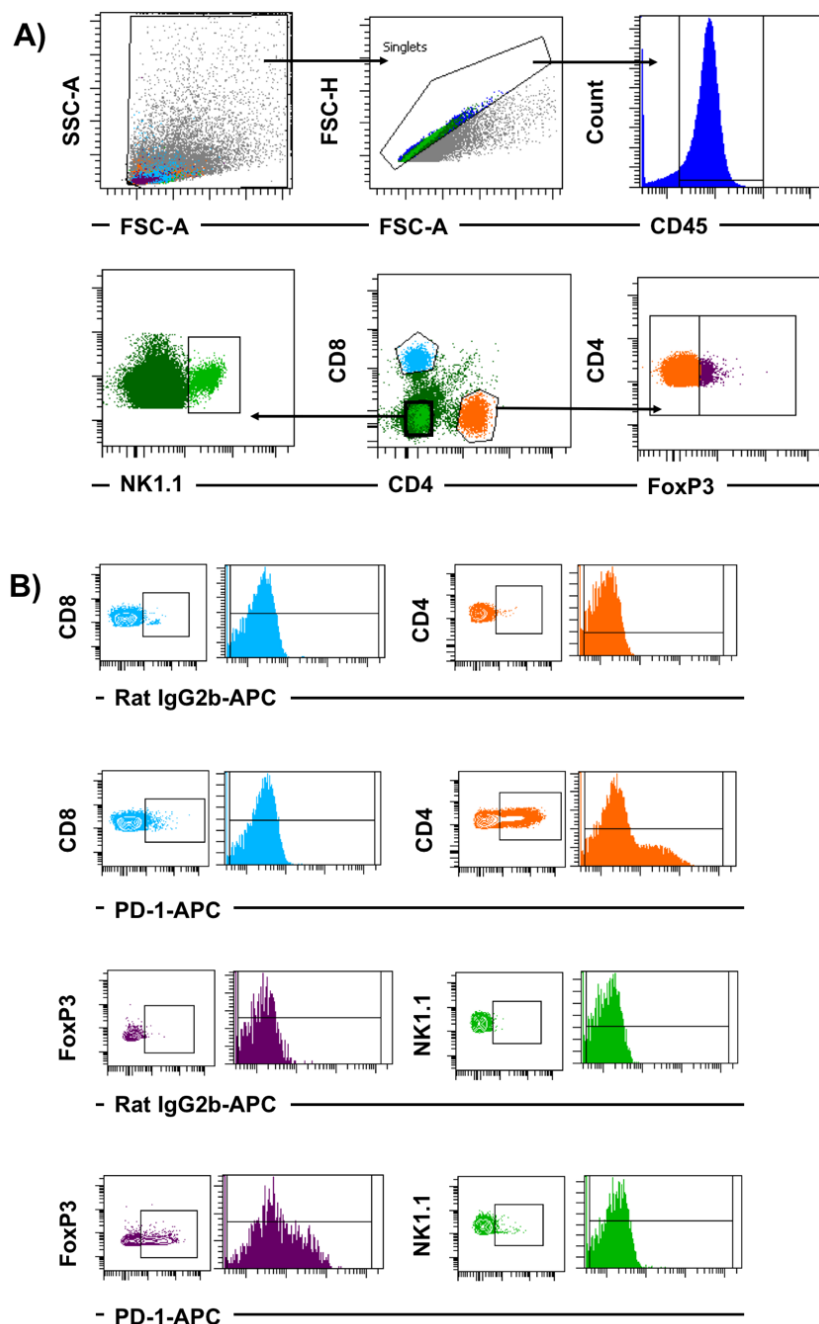 A)
SSC-A
FSC-A
Singlets
FSC-H
FSC-A
Count
CD45
NK1.1
CD8
CD4
CD4
FoxP3
B)
CD8
CD4
Rat IgG2b-APC
CD8
CD4
PD-1-APC
FoxP3
NK1.1
Rat IgG2b-APC
FoxP3
NK1.1
PD-1-APC